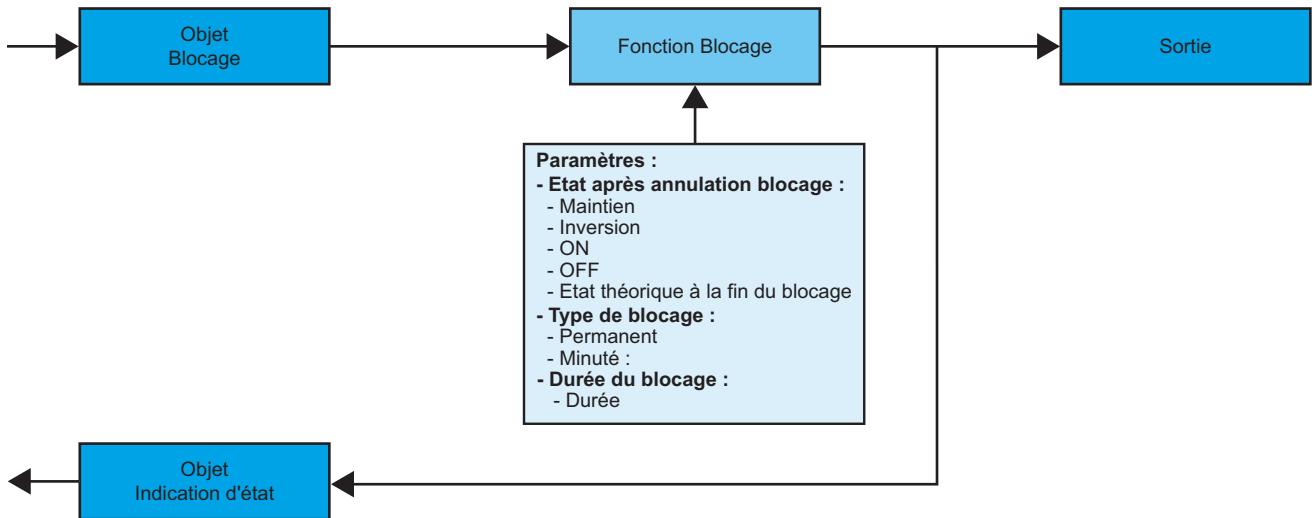 Objet
Blocage
Fonction Blocage
Sortie
Paramètres :
- Etat après annulation blocage :
- Maintien
- Inversion
- ON
- OFF
- Etat théorique à la fin du blocage
- Type de blocage :
- Permanent
- Minuté :
- Durée du blocage :
- Durée
Objet
Indication d'état